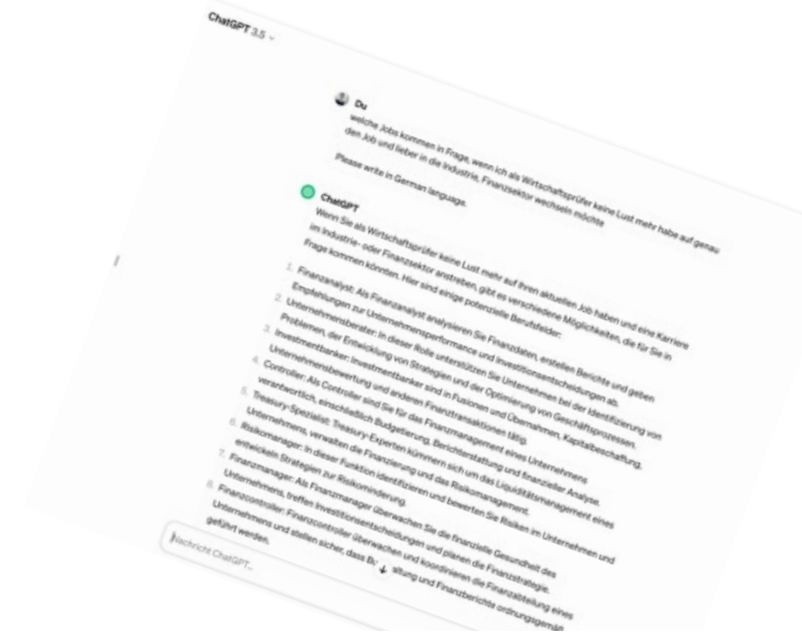 ChatGPT 3.5
Du
welche Jobs kommen in Frage, wenn ich als Wirtschaftsprüfer keine Lust mehr habe auf genau
den Job und lieber in die Industrie, Finanzsektor wechseln möchte
Please write in German language.
ChatGPT
Wenn Sie als Wirtschaftsprüfer keine Lust mehr auf Ihren aktuellen Job haben und eine Karriere
im Industrie- oder Finanzsektor anstreben, gibt es verschiedene Möglichkeiten, die für Sie in
Frage kommen könnten. Hier sind einige potenzielle Berufsfelder:
1. Finanzanalyst: Als Finanzanalyst analysieren Sie Finanzdaten, erstellen Berichte und geben
Empfehlungen zur Unternehmensperformance und Investitionsentscheidungen ab.
2. Unternehmensberater: In dieser Rolle unterstützen Sie Unternehmen bei der Identifizierung von
Problemen, der Entwicklung von Strategien und der Optimierung von Geschäftsprozessen.
3. Investmentbanker: Investmentbanker sind in Fusionen und Übernahmen, Kapitalbeschaffung,
Unternehmensbewertung und anderen Finanztransaktionen tätig.
4. Controller: Als Controller sind Sie für das Finanzmanagement eines Unternehmens
verantwortlich, einschließlich Budgetierung, Berichterstattung und finanzieller Analyse.
5. Treasury-Spezialist: Treasury-Experten kümmern sich um das Liquiditätsmanagement eines
Unternehmens, verwalten die Finanzierung und das Risikomanagement.
6. Risikomanager: In dieser Funktion identifizieren und bewerten Sie Risiken im Unternehmen und
entwickeln Strategien zur Risikominderung.
7. Finanzmanager: Als Finanzmanager überwachen Sie die finanzielle Gesundheit des
Unternehmens, treffen Investitionsentscheidungen und planen die Finanzstrategie.
8. Finanzcontroller: Finanzcontroller überwachen und koordinieren die Finanzabteilung eines
Unternehmens und stellen sicher, dass Bu altung und Finanzberichte ordnungsgemäß
geführt werden.
Nachricht ChatGPT...